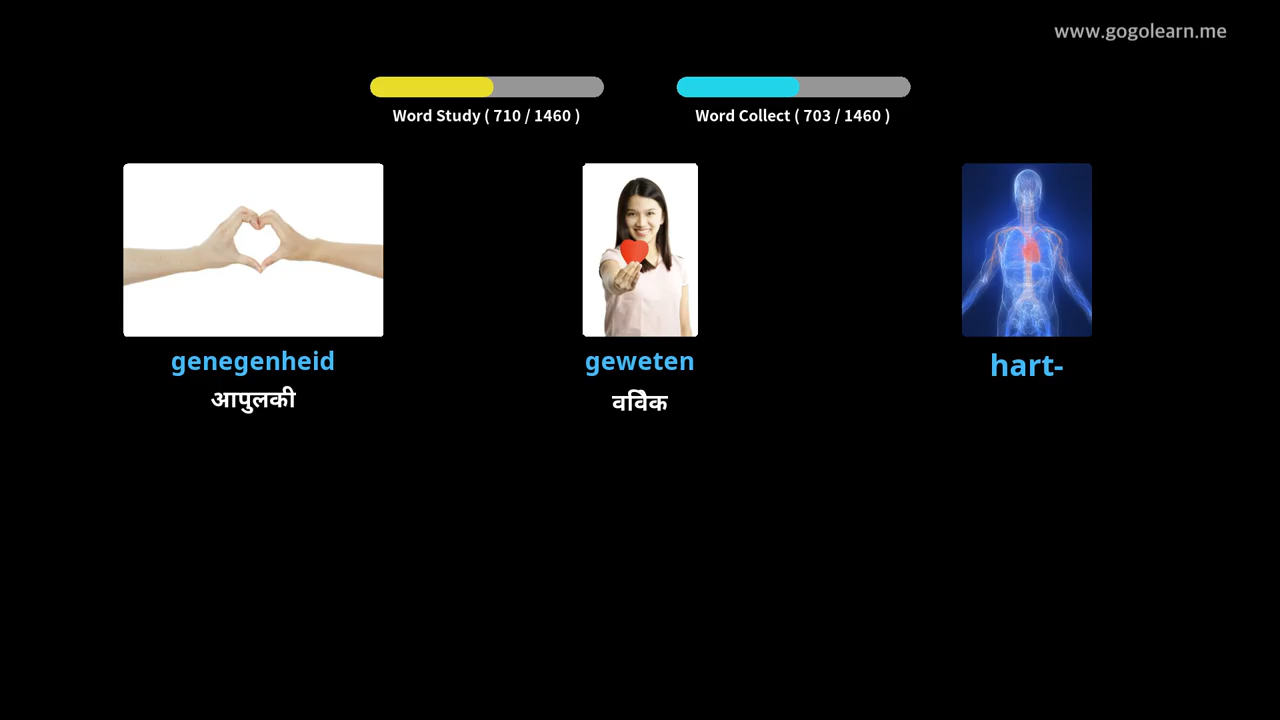 www.gogolearn.me
Word Study ( 710 / 1460 )
Word Collect ( 703 / 1460 )
genegenheid
geweten
hart-
आपुलकी
विवेक